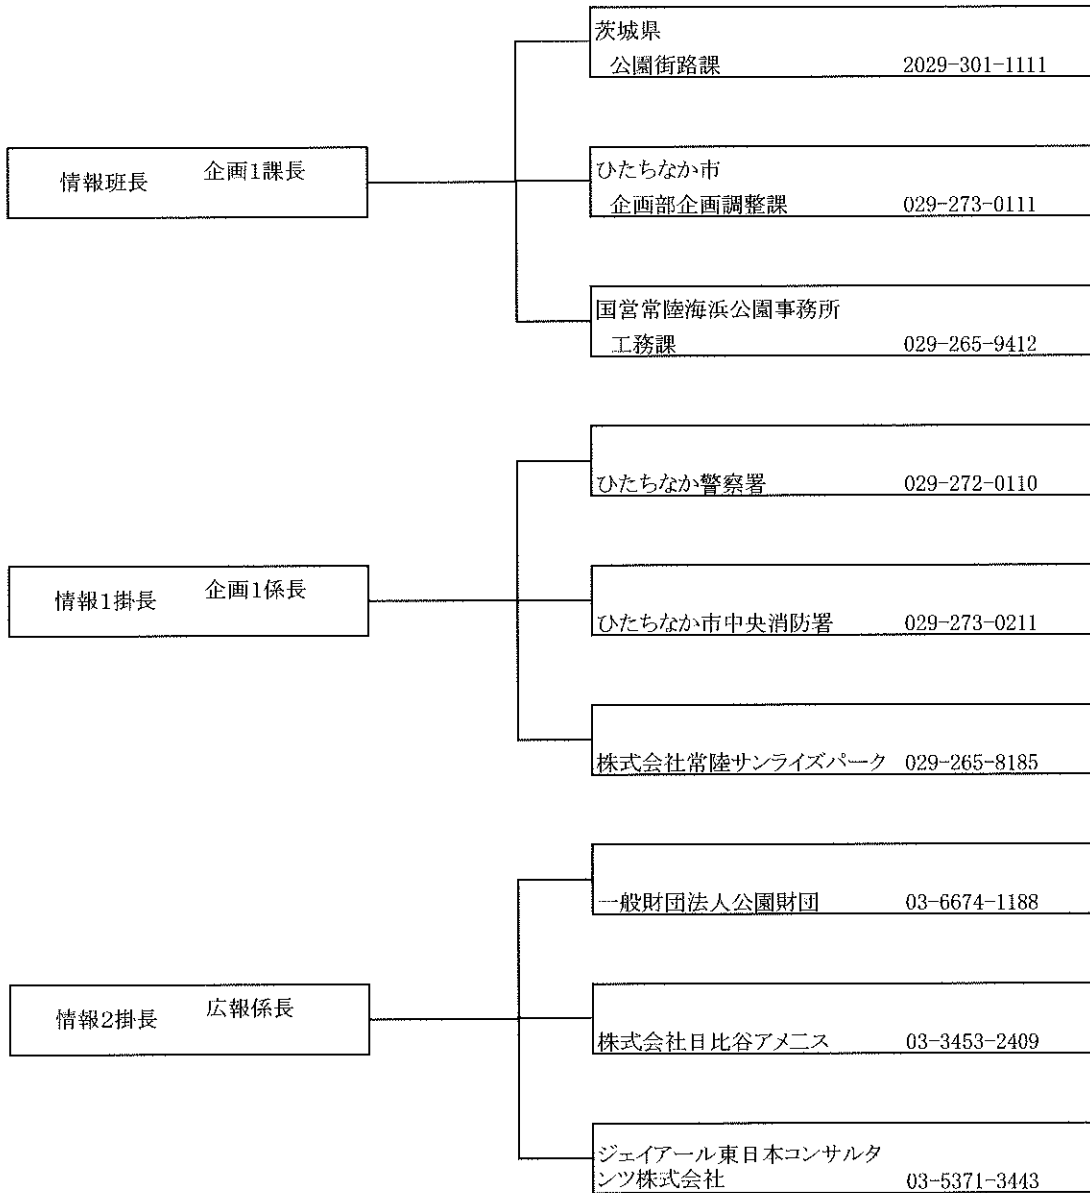 茨城県
公園街路課 2029-301-1111
情報班長 企画1課長
ひたちなか市
企画部企画調整課 029-273-0111
国営常陸海浜公園事務所
工務課 029-265-9412
ひたちなか警察署 029-272-0110
情報1掛長 企画1係長
ひたちなか市中央消防署 029-273-0211
株式会社常陸サンライズパーク 029-265-8185
一般財団法人公園財団 03-6674-1188
情報2掛長 広報係長
株式会社日比谷アメニス 03-3453-2409
ジェイアール東日本コンサルタ
ンツ株式会社 03-5371-3443